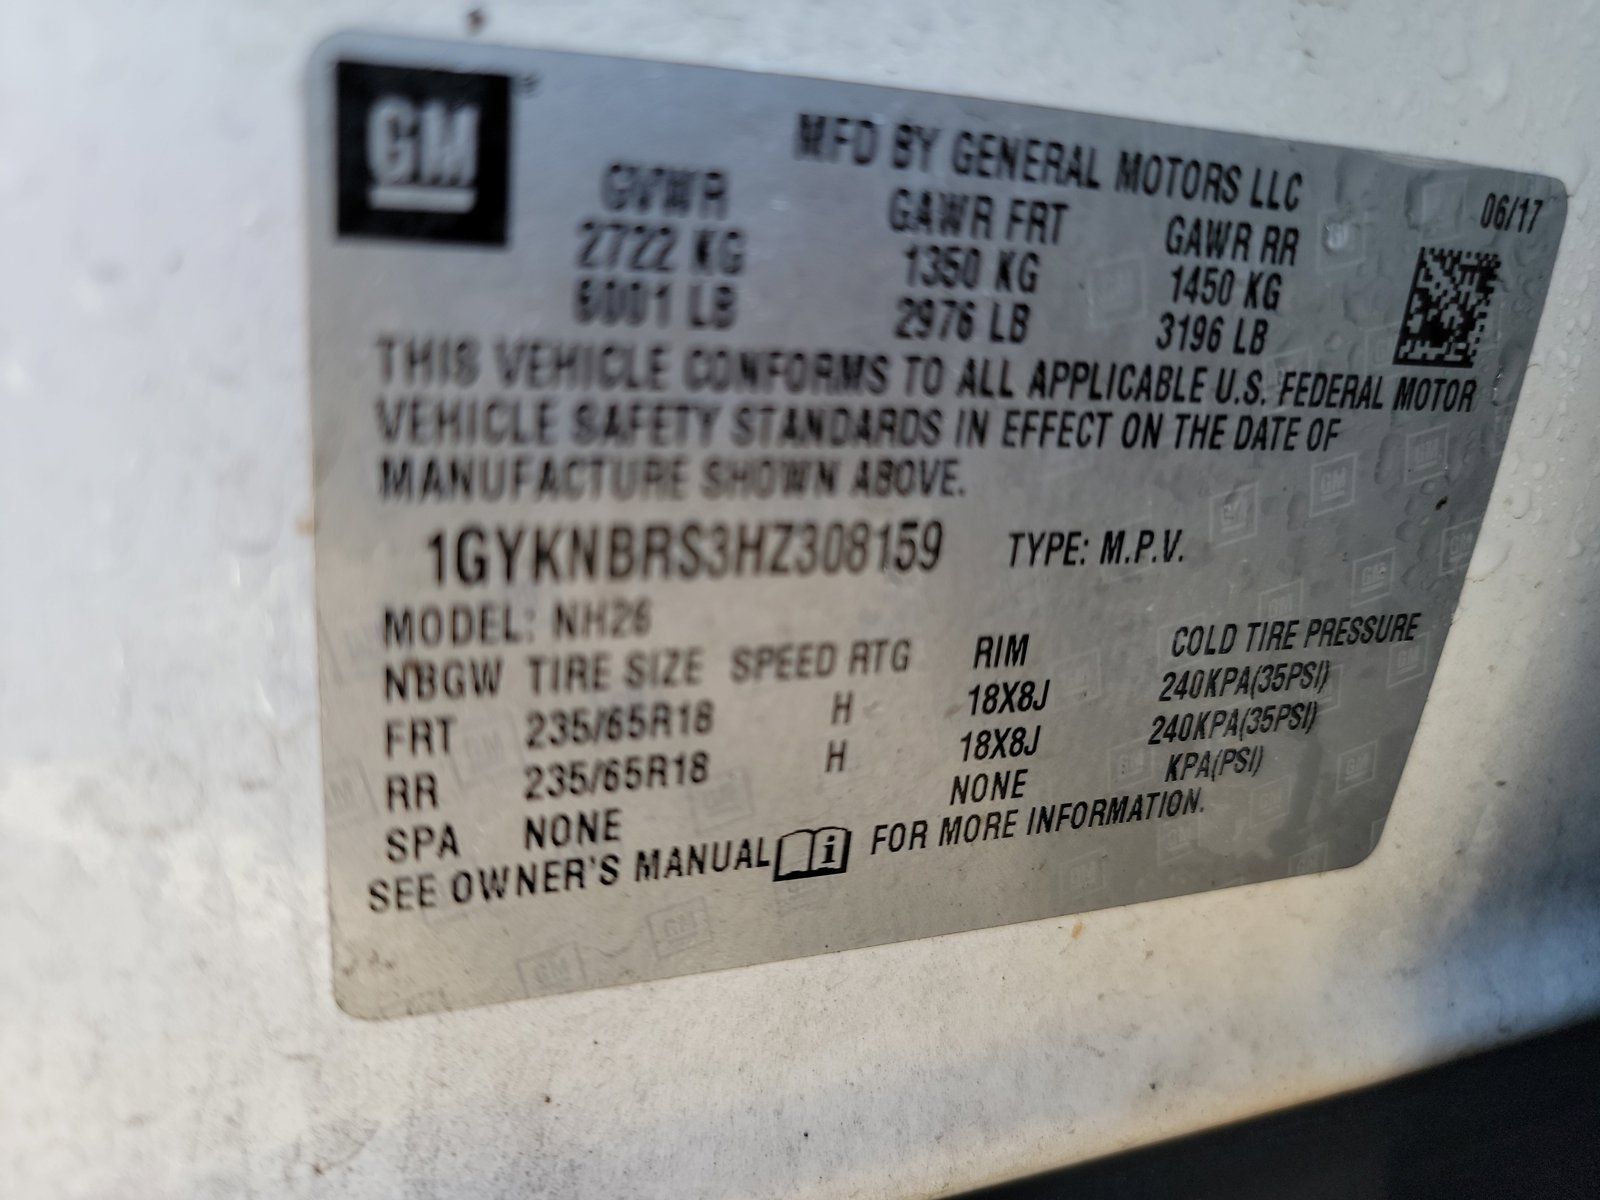 GM
MFD BY GENERAL MOTORS LLC
06/17
GVWR GAWR FRT GAWR RR
2722 KG 1350 KG 1450 KG
6001 LB 2976 LB 3196 LB
THIS VEHICLE CONFORMS TO ALL APPLICABLE U.S. FEDERAL MOTOR
VEHICLE SAFETY STANDARDS IN EFFECT ON THE DATE OF
MANUFACTURE SHOWN ABOVE.
1GYKNBRS3HZ308159 TYPE: M.P.V.
MODEL: NH26
NBGW TIRE SIZE SPEED RTG RIM COLD TIRE PRESSURE
FRT 235/65R18 H 18X8J 240KPA(35PSI)
RR 235/65R18 H 18X8J 240KPA(35PSI)
SPA NONE NONE KPA(PSI)
SEE OWNER'S MANUAL i FOR MORE INFORMATION.